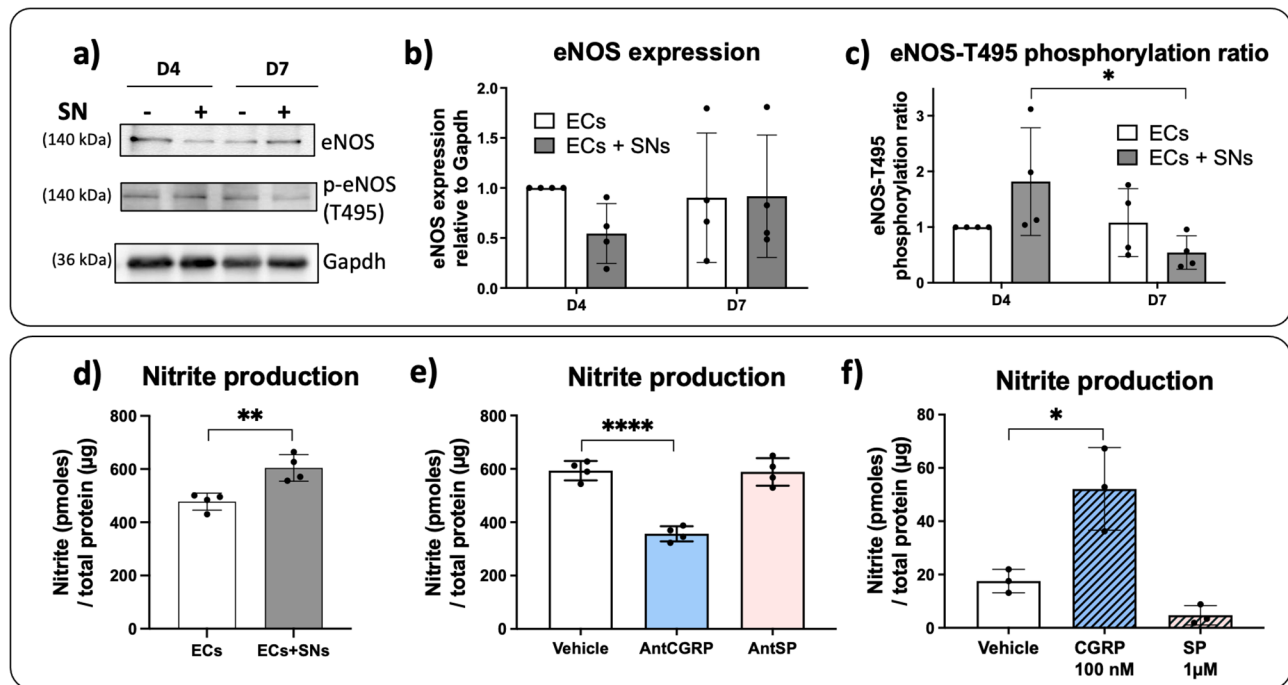 a)
D4 D7
SN - + - +
(140 kDa) eNOS
(140 kDa) p-eNOS
(T495)
(36 kDa) Gapdh
b) eNOS expression
eNOS expression
relative to Gapdh
2.0
1.5
1.0
0.5
0.0
ECs
ECs + SNs
D4 D7
c) eNOS-T495 phosphorylation ratio
eNOS-T495
phosphorylation ratio
4
3
2
1
0
*
ECs
ECs + SNs
D4 D7
d) Nitrite production
Nitrite (pmoles)
/ total protein (µg)
800
600
400
200
0
**
ECs ECs+SNs
e) Nitrite production
Nitrite (pmoles)
/ total protein (µg)
800
600
400
200
0
****
Vehicle AntCGRP AntSP
f) Nitrite production
Nitrite (pmoles)
/ total protein (µg)
80
60
40
20
0
*
Vehicle CGRP SP
100 nM 1µM